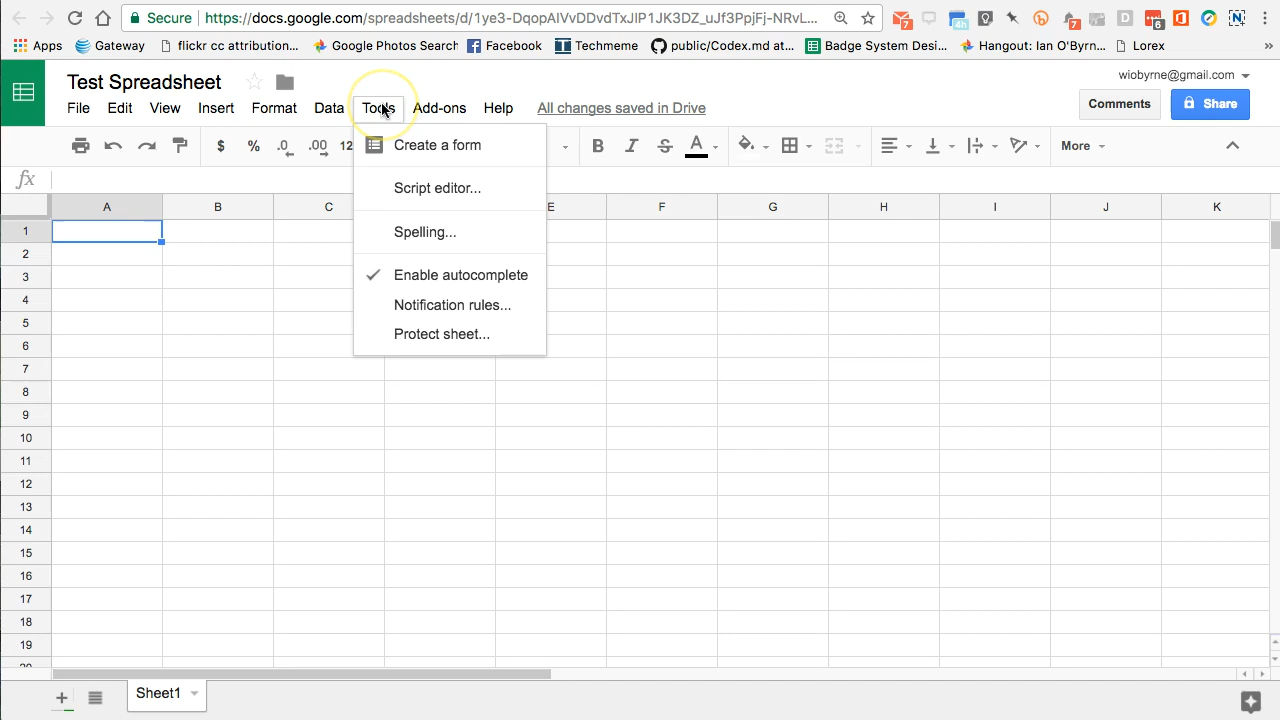 Secure https://docs.google.com/spreadsheets/d/1ye3-DqopAIVvDDvdTxJIP1JK3DZ_uJf3PpjFj-NRvL...
Apps Gateway flickr cc attribution... Google Photos Search Facebook Techmeme public/Codex.md at... Badge System Desi... Hangout: Ian O'Byrn... Lorex »
Test Spreadsheet
wiobyrne@gmail.com
File Edit View Insert Format Data Tools Add-ons Help All changes saved in Drive
Comments Share
$ % .0 .00 12 B I S A More
fx
Create a form
Script editor...
Spelling...
Enable autocomplete
Notification rules...
Protect sheet...
A B C E F G H I J K
1
2
3
4
5
6
7
8
9
10
11
12
13
14
15
16
17
18
19
20
+ Sheet1